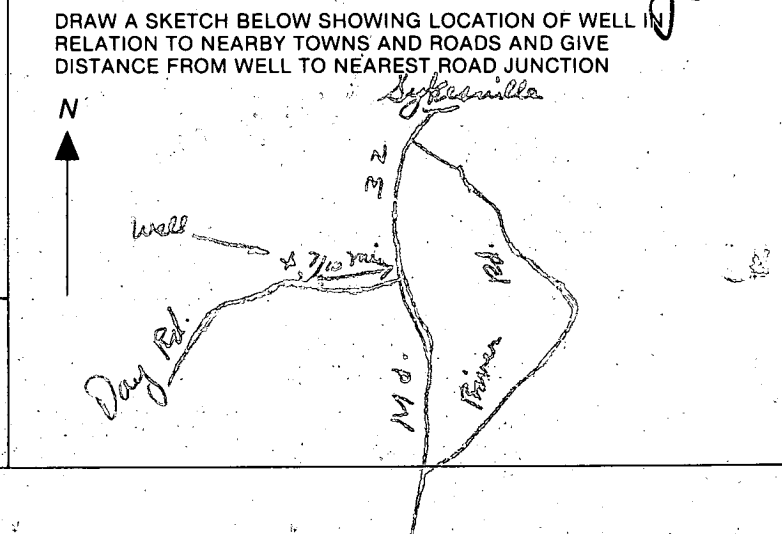 DRAW A SKETCH BELOW SHOWING LOCATION OF WELL IN
RELATION TO NEARBY TOWNS AND ROADS AND GIVE
DISTANCE FROM WELL TO NEAREST ROAD JUNCTION
N
Sykesville
32
Well
7/10 mi
Rd.
Day Rd.
Md.
River